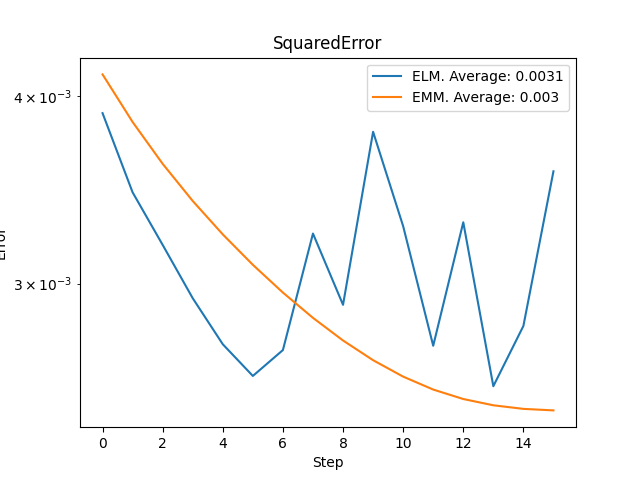 SquaredError
ELM. Average: 0.0031
EMM. Average: 0.003
4 × 10⁻³
3 × 10⁻³
Error
0 2 4 6 8 10 12 14
Step